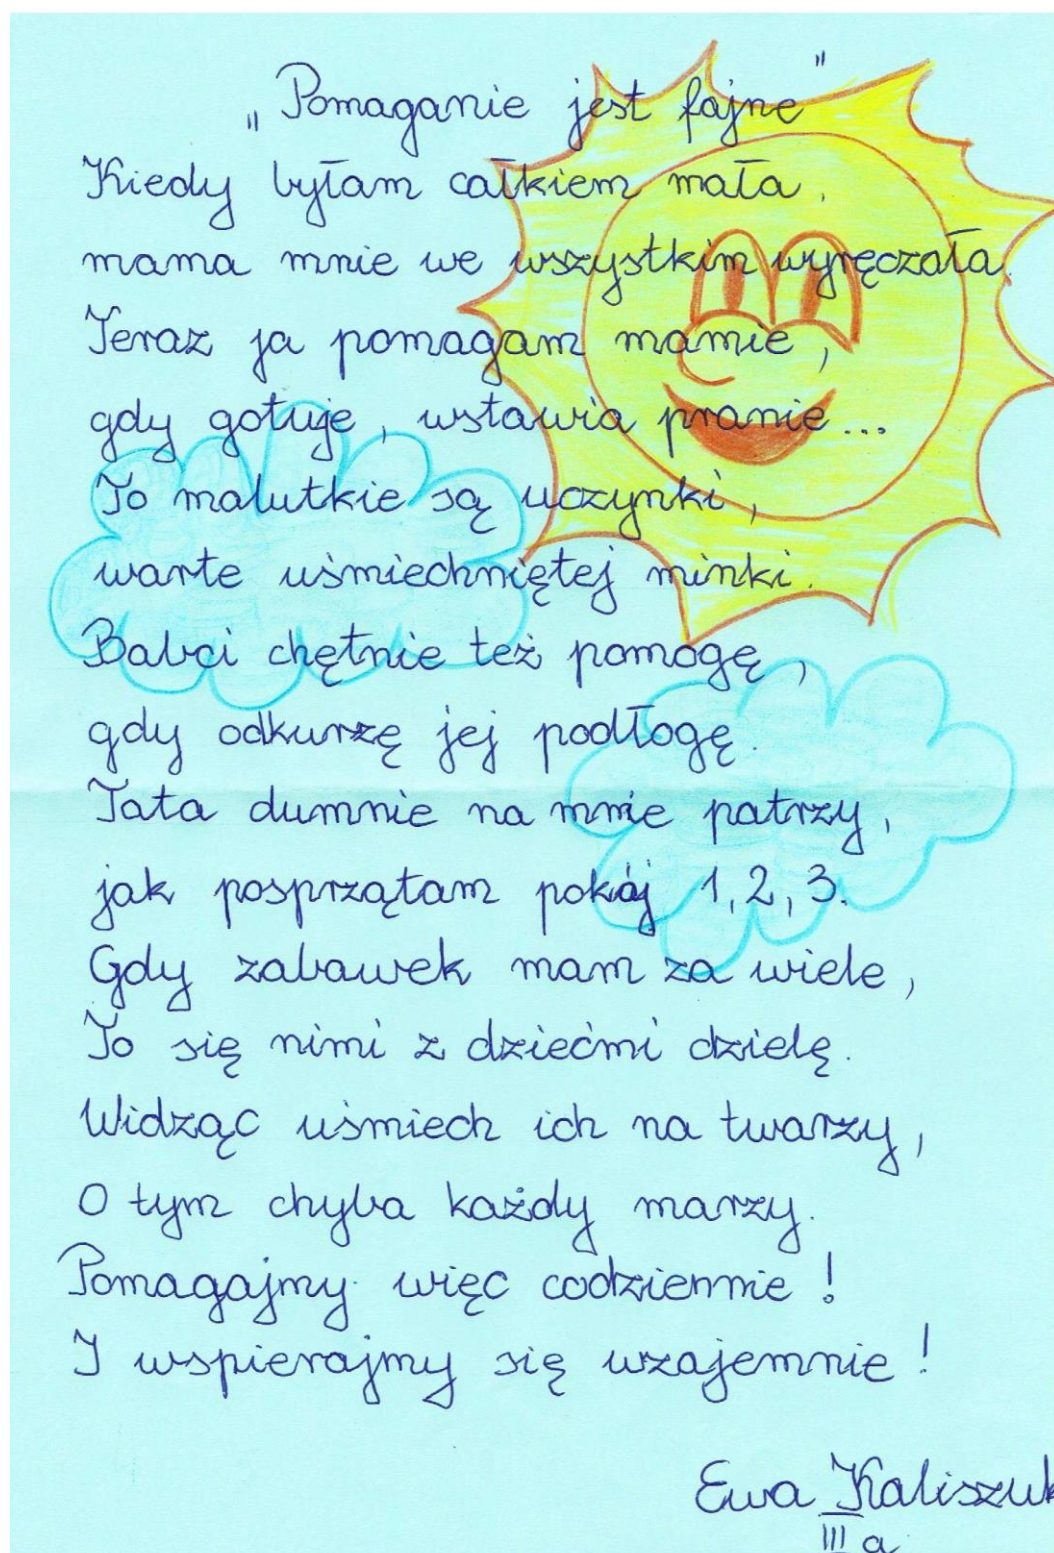 „Pomaganie jest fajne"
Kiedy byłam całkiem mała,
mama mnie we wszystkim wyręczała.
Teraz ja pomagam mamie,
gdy gotuje, wstawia pranie...
To malutkie są uczynki,
warte uśmiechniętej minki.
Babci chętnie też pomogę,
gdy odkurzę jej podłogę.
Tata dumnie na mnie patrzy,
jak posprzątam pokój 1, 2, 3.
Gdy zabawek mam za wiele,
To się nimi z dziećmi dzielę.
Widząc uśmiech ich na twarzy,
O tym chyba każdy marzy.
Pomagajmy więc codziennie!
I wspierajmy się wzajemnie!
Ewa Kaliszuk
III a